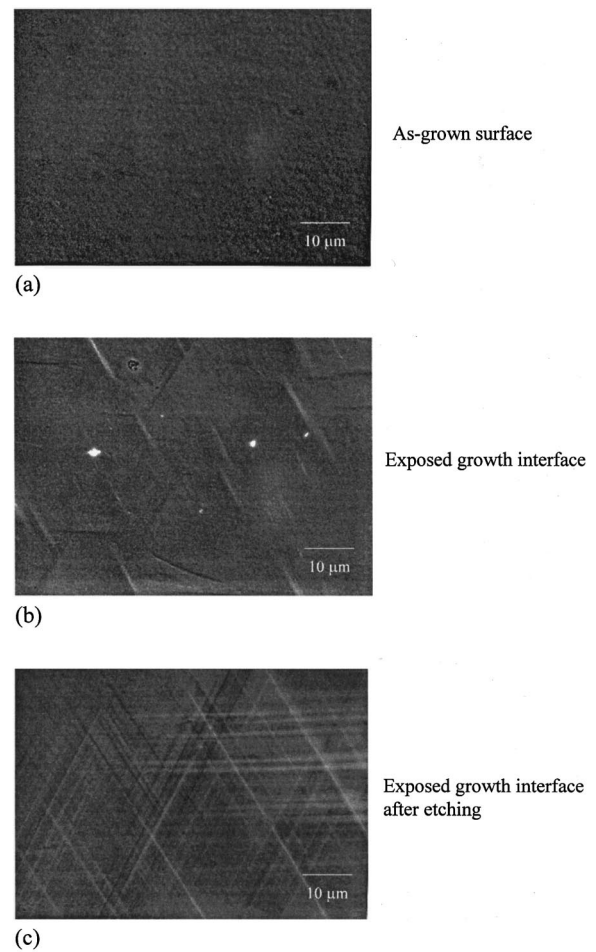 As-grown surface
10 μm
(a)
Exposed growth interface
10 μm
(b)
Exposed growth interface
after etching
10 μm
(c)